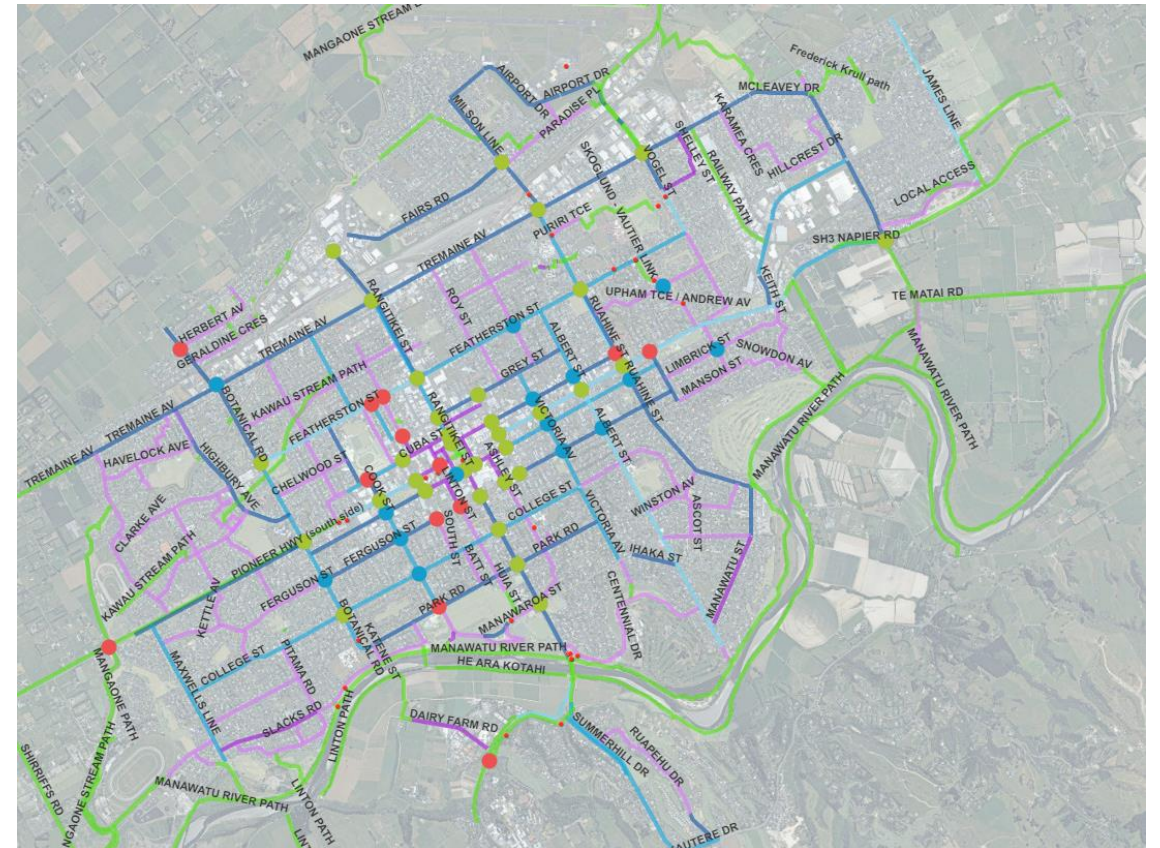 MANGAONE STREAM
Frederick Krull path
AIRPORT DR
AIRPORT DR
MCLEAVEY DR
JAMES LINE
MILSON LINE
PARADISE PL
KARAMEA CRES
SKOGLUND - VAUTIER LINK
VOGEL ST
SHELLEY ST
RAILWAY PATH
HILLCREST DR
LOCAL ACCESS
FAIRS RD
PURIRI TCE
TREMAINE AV
SH3 NAPIER RD
KEITH ST
RANGITIKEI ST
ROY ST
UPHAM TCE / ANDREW AV
TE MATAI RD
HERBERT AV
GERALDINE CRES
TREMAINE AV
FEATHERSTON ST
ALBERT ST
RUAHINE ST
MANAWATU RIVER PATH
LIMBRICK ST
SNOWDON AV
GREY ST
KAWAU STREAM PATH
RUAHINE ST
MANSON ST
BOTANICAL RD
FEATHERSTON ST
RANGITIKEI ST
VICTORIA AV
ALBERT ST
MANAWATU RIVER PATH
TREMAINE AV
TREMAINE AV
HAVELOCK AVE
HIGHBURY AVE
CUBA ST
CHELWOOD ST
ASHLEY ST
COOK ST
LINTON ST
COLLEGE ST
VICTORIA AV
WINSTON AV
ASCOT ST
CLARKE AVE
PIONEER HWY (south side)
FERGUSON ST
SOUTH ST
PARK RD
IHAKA ST
KAWAU STREAM PATH
KETTLE AV
FERGUSON ST
BATT ST
HUIA ST
CENTENNIAL DR
MANAWATU ST
PARK RD
BOTANICAL RD
KATENE ST
MANAWAROA ST
MANGAONE PATH
MAXWELLS LINE
COLLEGE ST
PITAMA RD
MANAWATU RIVER PATH
HE ARA KOTAHI
SLACKS RD
LINTON PATH
DAIRY FARM RD
SUMMERHILL DR
RUAPEHU DR
SHIRRIFFS RD
NGAONE STREAM PATH
MANAWATU RIVER PATH
LINTON PATH
LINT
AUTERE DR